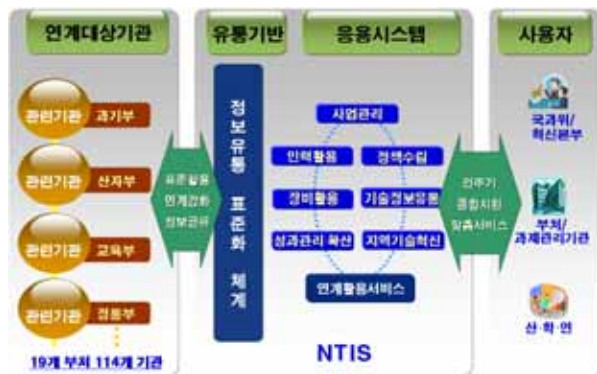 연계대상기관
관련기관 과기부
관련기관 산자부
관련기관 교육부
관련기관 정통부
19개 부처 114개 기관
표준활용
연계강화
정보공유
유통기반
정보유통 표준화 체계
응용시스템
사업관리
인력활용 정책수립
장비활용 기술정보유통
성과관리 확산 지역기술혁신
연계활용서비스
NTIS
전주기
종합지원
맞춤서비스
사용자
국과위/
혁신본부
부처/
과제관리기관
산·학·연